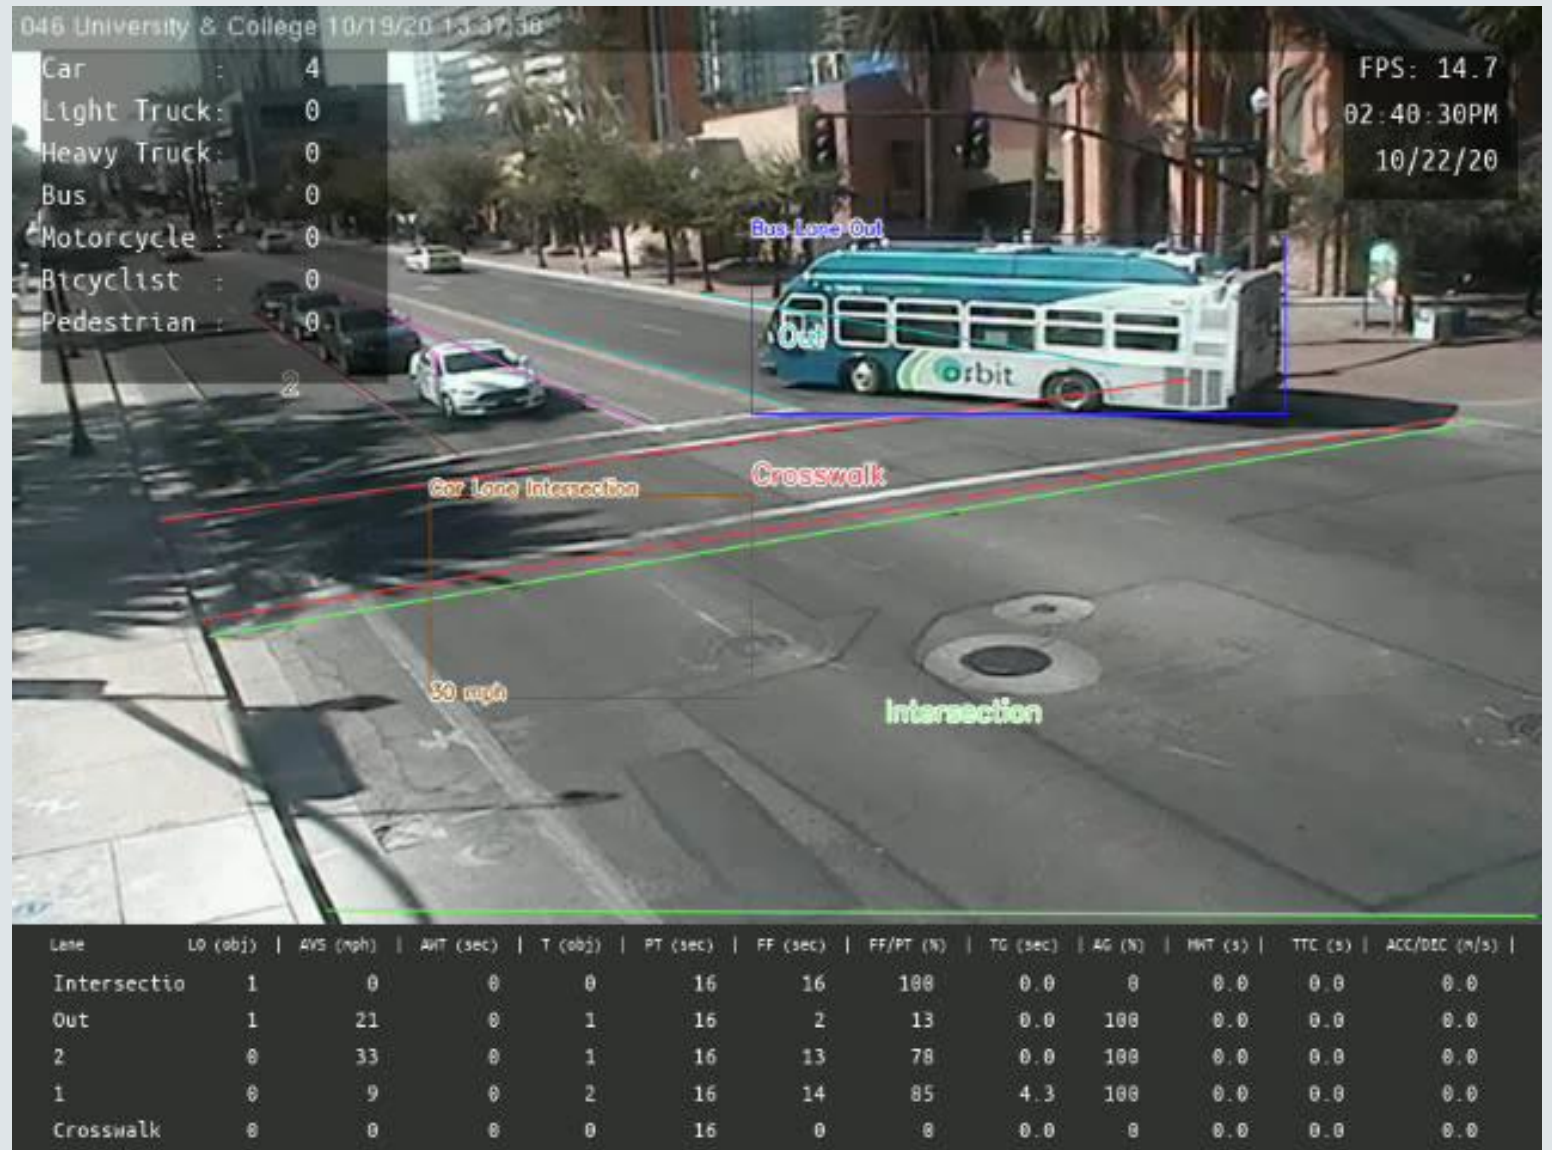 046 University & College 10/19/20 13:37:38
Car : 4
Light Truck: 0
Heavy Truck: 0
Bus : 0
Motorcycle : 0
Bicyclist : 0
Pedestrian : 0
FPS: 14.7
02:40:30PM
10/22/20
Bus Lane Out
Out
orbit
2
Crosswalk
Car Lane Intersection
30 mph
Intersection
Lane LO (obj) | AVS (mph) | AWT (sec) | T (obj) | PT (sec) | FF (sec) | FF/PT (%) | TG (sec) | AG (%) | HWT (s) | TTC (s) | ACC/DEC (m/s) |
Intersectio 1 0 0 0 16 16 100 0.0 0 0.0 0.0 0.0
Out 1 21 0 1 16 2 13 0.0 100 0.0 0.0 0.0
2 0 33 0 1 16 13 78 0.0 100 0.0 0.0 0.0
1 0 9 0 2 16 14 85 4.3 100 0.0 0.0 0.0
Crosswalk 0 0 0 0 16 0 0 0.0 0 0.0 0.0 0.0